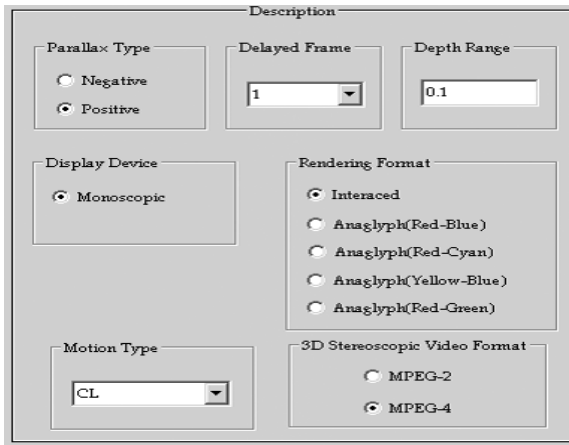 Description
Parallax Type
Negative
Positive
Delayed Frame
1
Depth Range
0.1
Display Device
Monoscopic
Rendering Format
Interaced
Anaglyph(Red-Blue)
Anaglyph(Red-Cyan)
Anaglyph(Yellow-Blue)
Anaglyph(Red-Green)
Motion Type
CL
3D Stereoscopic Video Format
MPEG-2
MPEG-4